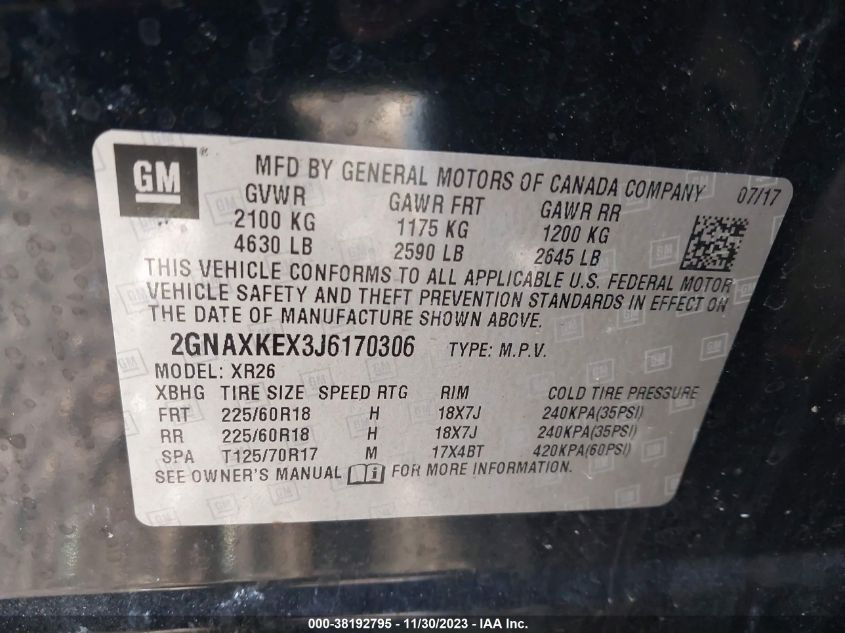 GM ® MFD BY GENERAL MOTORS OF CANADA COMPANY 07/17
GVWR GAWR FRT GAWR RR
2100 KG 1175 KG 1200 KG
4630 LB 2590 LB 2645 LB
THIS VEHICLE CONFORMS TO ALL APPLICABLE U.S. FEDERAL MOTOR
VEHICLE SAFETY AND THEFT PREVENTION STANDARDS IN EFFECT ON
THE DATE OF MANUFACTURE SHOWN ABOVE.
2GNAXKEX3J6170306 TYPE: M.P.V.
MODEL: XR26
XBHG TIRE SIZE SPEED RTG RIM COLD TIRE PRESSURE
FRT 225/60R18 H 18X7J 240KPA(35PSI)
RR 225/60R18 H 18X7J 240KPA(35PSI)
SPA T125/70R17 M 17X4BT 420KPA(60PSI)
SEE OWNER'S MANUAL i FOR MORE INFORMATION.
000-38192795 - 11/30/2023 - IAA Inc.